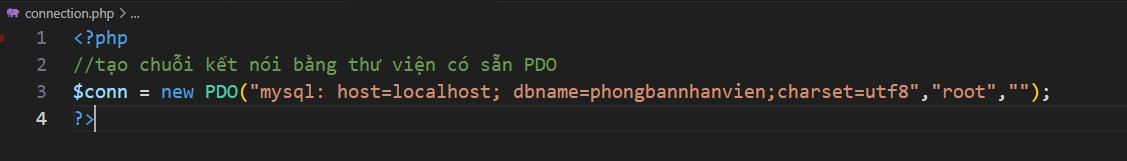 connection.php > ...
1 <?php
2 //tạo chuỗi kết nói bằng thư viện có sẵn PDO
3 $conn = new PDO("mysql: host=localhost; dbname=phongbannhanvien;charset=utf8","root","");
4 ?>